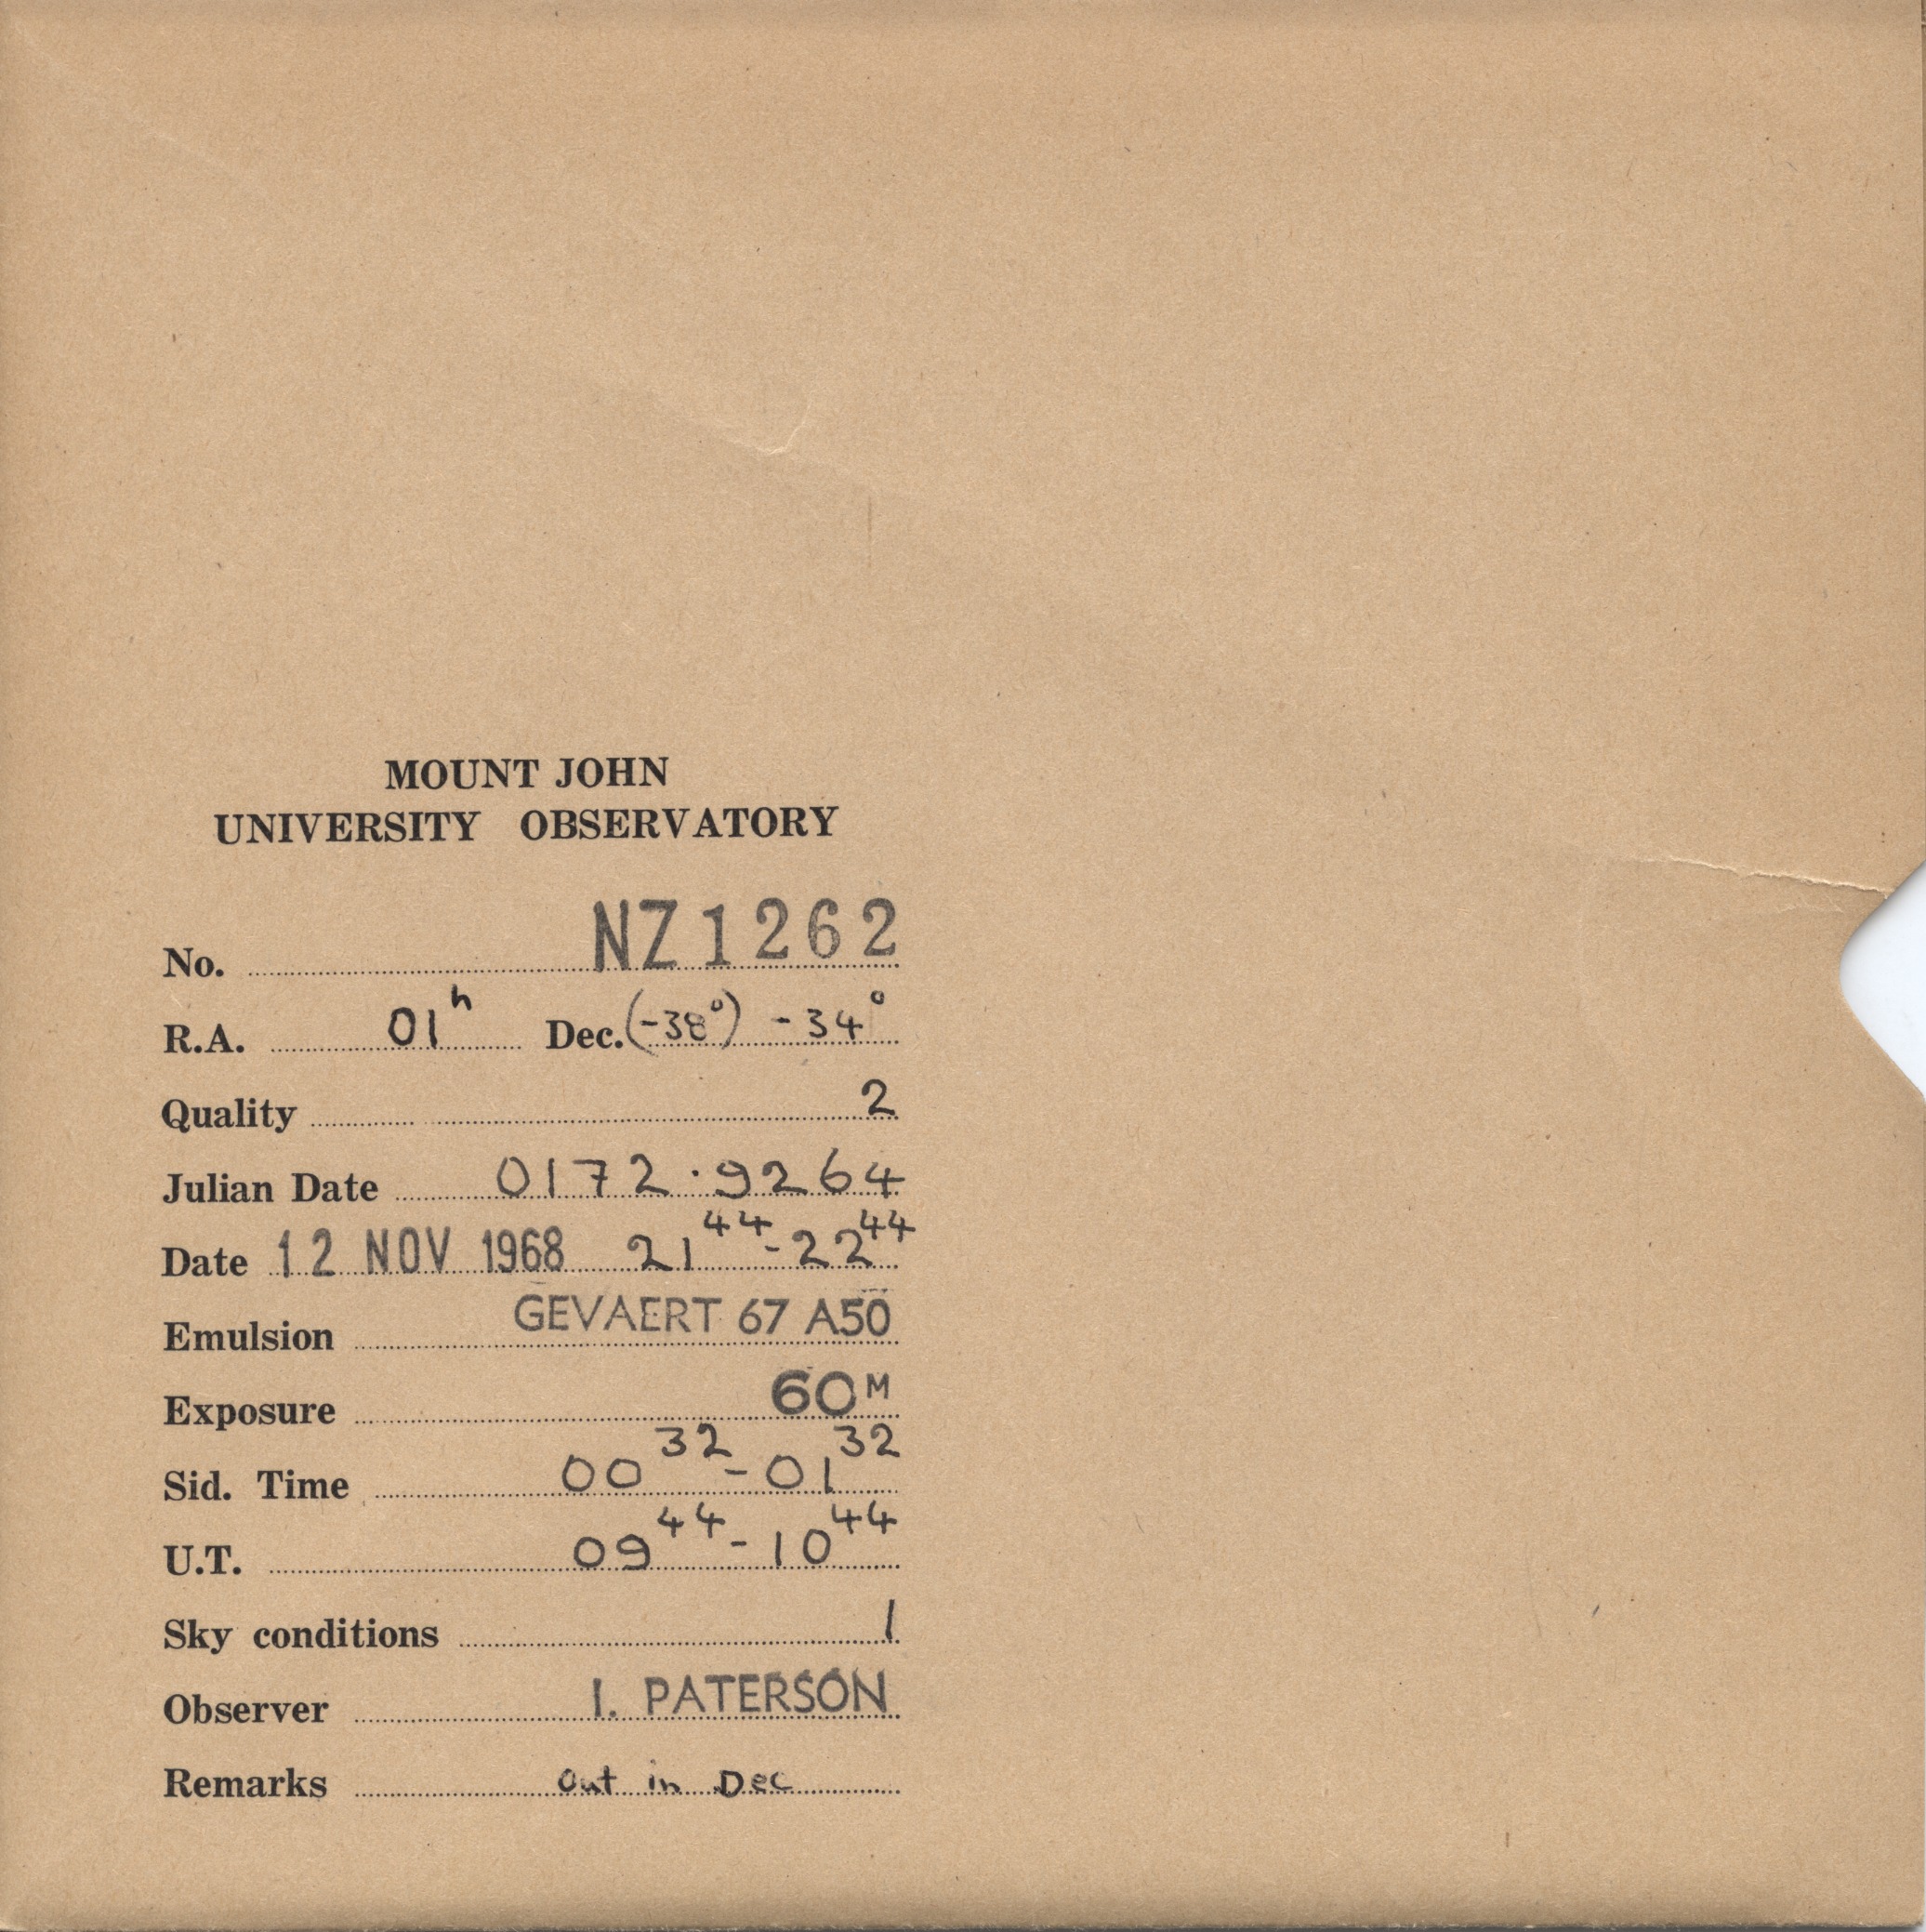 MOUNT JOHN
UNIVERSITY OBSERVATORY
No. NZ1262
R.A. 01h Dec. (-38°) -34°
Quality 2
Julian Date 0172.9264
Date 12 NOV 1968 21 44 - 22 44
Emulsion GEVAERT 67 A50
Exposure 60M
Sid. Time 00 32 - 01 32
U.T. 09 44 - 10 44
Sky conditions 1
Observer I. PATERSON
Remarks Out in Dec